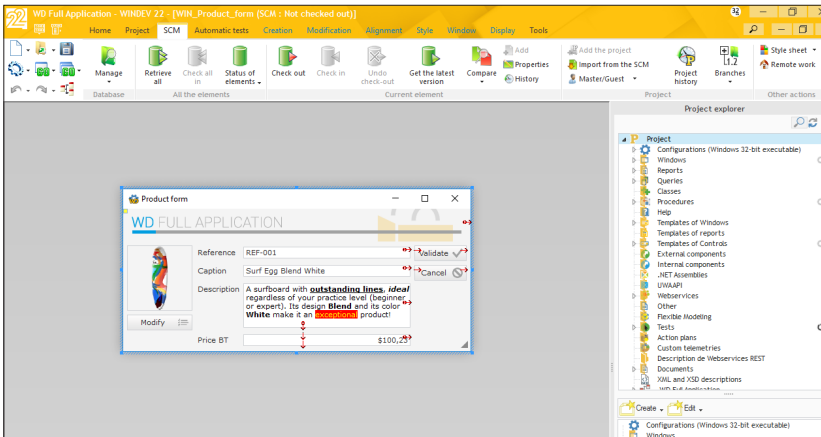 22 WD Full Application - WINDEV 22 - [WIN_Product_form (SCM : Not checked out)]
Home Project SCM Automatic tests Creation Modification Alignment Style Window Display Tools
Manage
Database
Retrieve all
Check all in
Status of elements
All the elements
Check out
Check in
Undo check-out
Get the latest version
Compare
Add
Properties
History
Current element
Add the project
Import from the SCM
Master/Guest
Project history
1.2
Branches
Project
Style sheet
Remote work
Other actions
Product form
WD FULL APPLICATION
Reference REF-001
Validate
Caption Surf Egg Blend White
Cancel
Description A surfboard with outstanding lines, ideal
regardless of your practice level (beginner
or expert). Its design Blend and its color
White make it an exceptional product!
Modify
Price BT $100,23
Project explorer
Project
Configurations (Windows 32-bit executable)
Windows
Reports
Queries
Classes
Procedures
Help
Templates of Windows
Templates of reports
Templates of Controls
External components
Internal components
.NET Assemblies
UWAAPI
Webservices
Other
Flexible Modeling
Tests
Action plans
Custom telemetries
Description de Webservices REST
Documents
XML and XSD descriptions
WD Full Application
Create Edit
Configurations (Windows 32-bit executable)
Windows